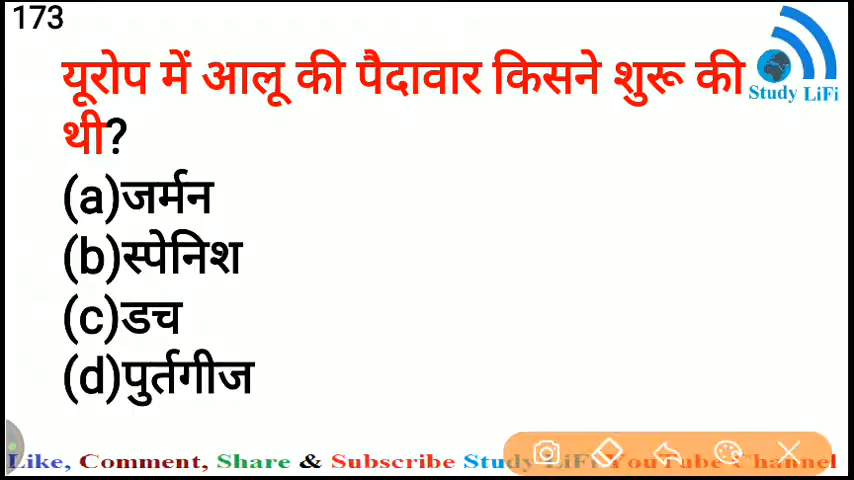 173
यूरोप में आलू की पैदावार किसने शुरू की
थी?
Study LiFi
(a)जर्मन
(b)स्पेनिश
(c)डच
(d)पुर्तगीज
Like, Comment, Share & Subscribe Study LiFi YouTube Channel